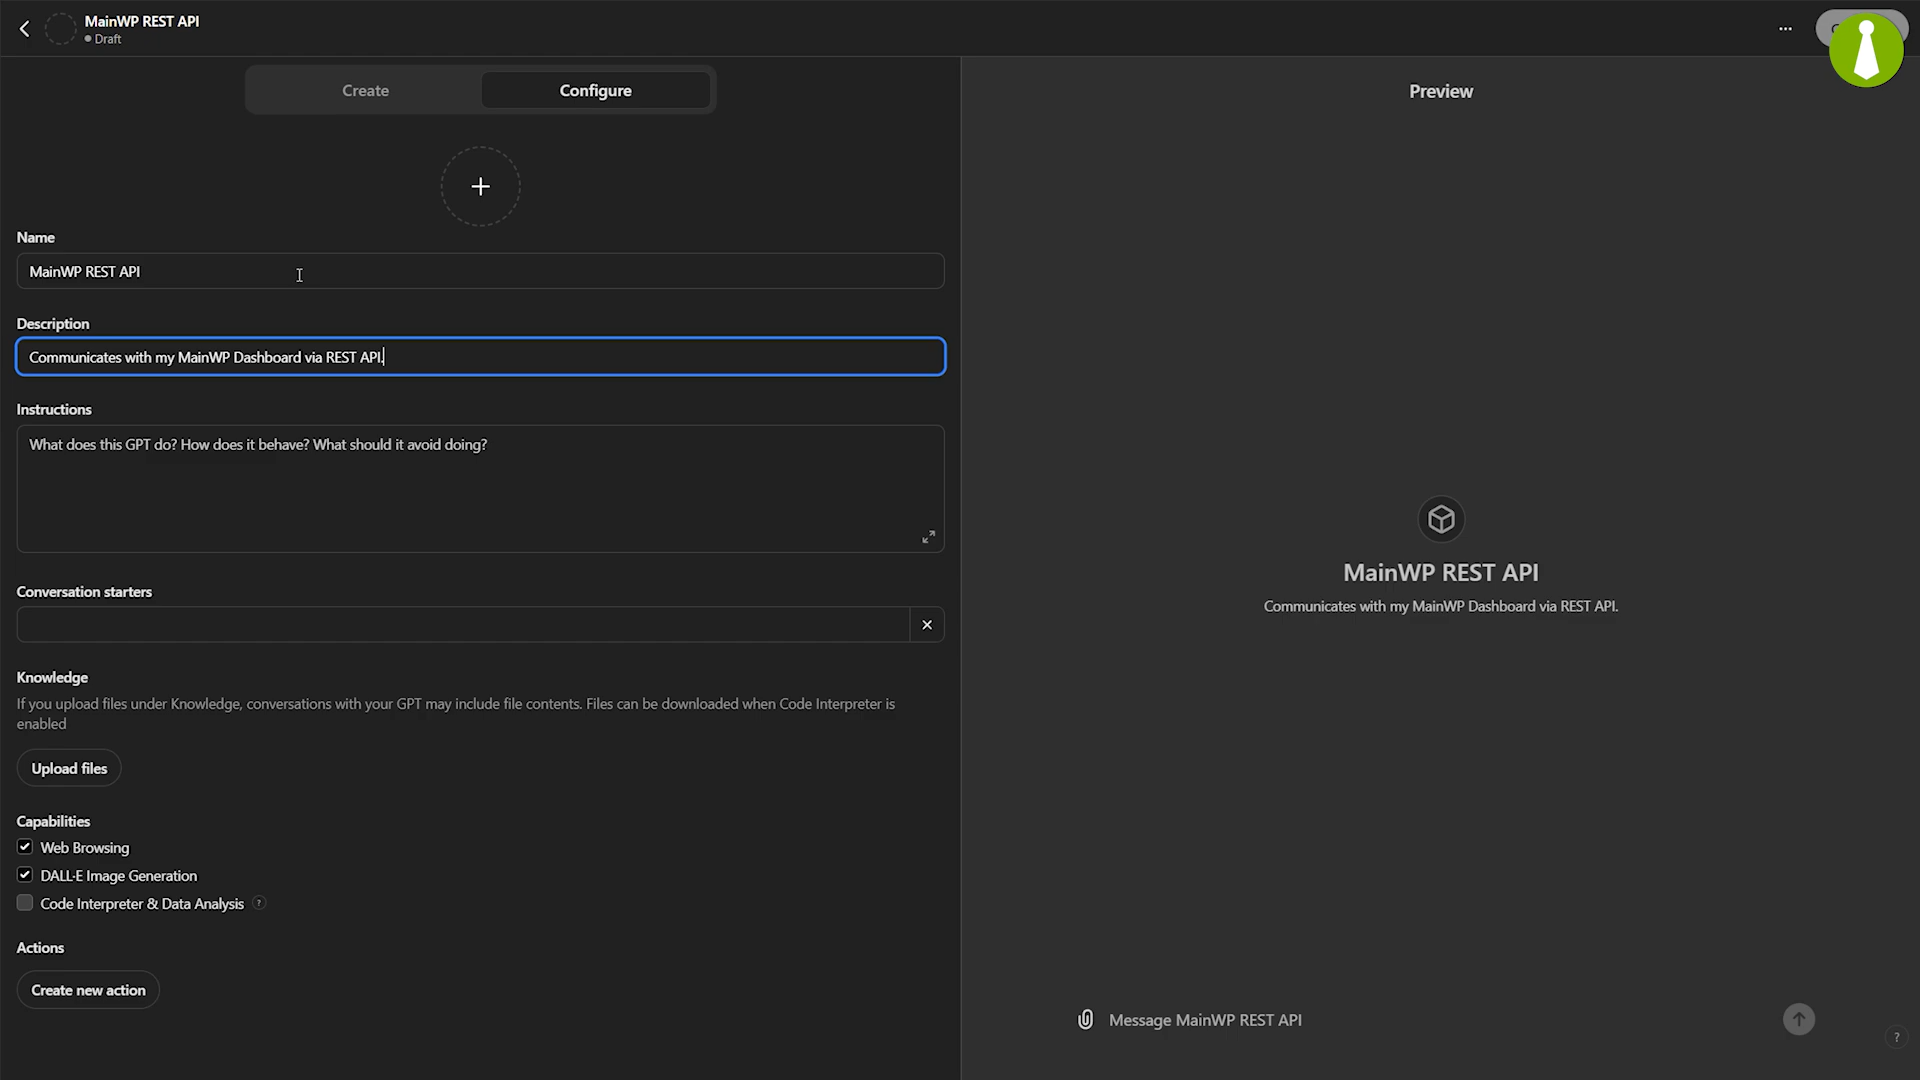 MainWP REST API
Draft
Create
Configure
Preview
Name
MainWP REST API
Description
Communicates with my MainWP Dashboard via REST API.
Instructions
What does this GPT do? How does it behave? What should it avoid doing?
Conversation starters
Knowledge
If you upload files under Knowledge, conversations with your GPT may include file contents. Files can be downloaded when Code Interpreter is
enabled
Upload files
Capabilities
Web Browsing
DALL·E Image Generation
Code Interpreter & Data Analysis ?
Actions
Create new action
MainWP REST API
Communicates with my MainWP Dashboard via REST API.
Message MainWP REST API
?